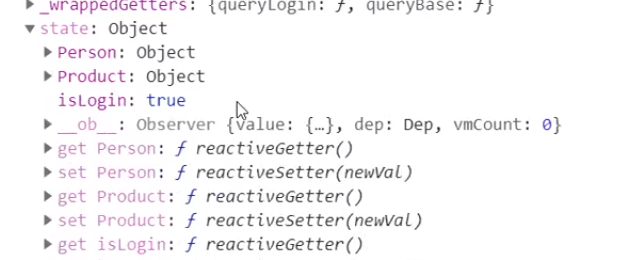 ▶ _wrappedGetters: {queryLogin: ƒ, queryBase: ƒ}
▼ state: Object
▶ Person: Object
▶ Product: Object
isLogin: true
▶ __ob__: Observer {value: {…}, dep: Dep, vmCount: 0}
▶ get Person: ƒ reactiveGetter()
▶ set Person: ƒ reactiveSetter(newVal)
▶ get Product: ƒ reactiveGetter()
▶ set Product: ƒ reactiveSetter(newVal)
▶ get isLogin: ƒ reactiveGetter()